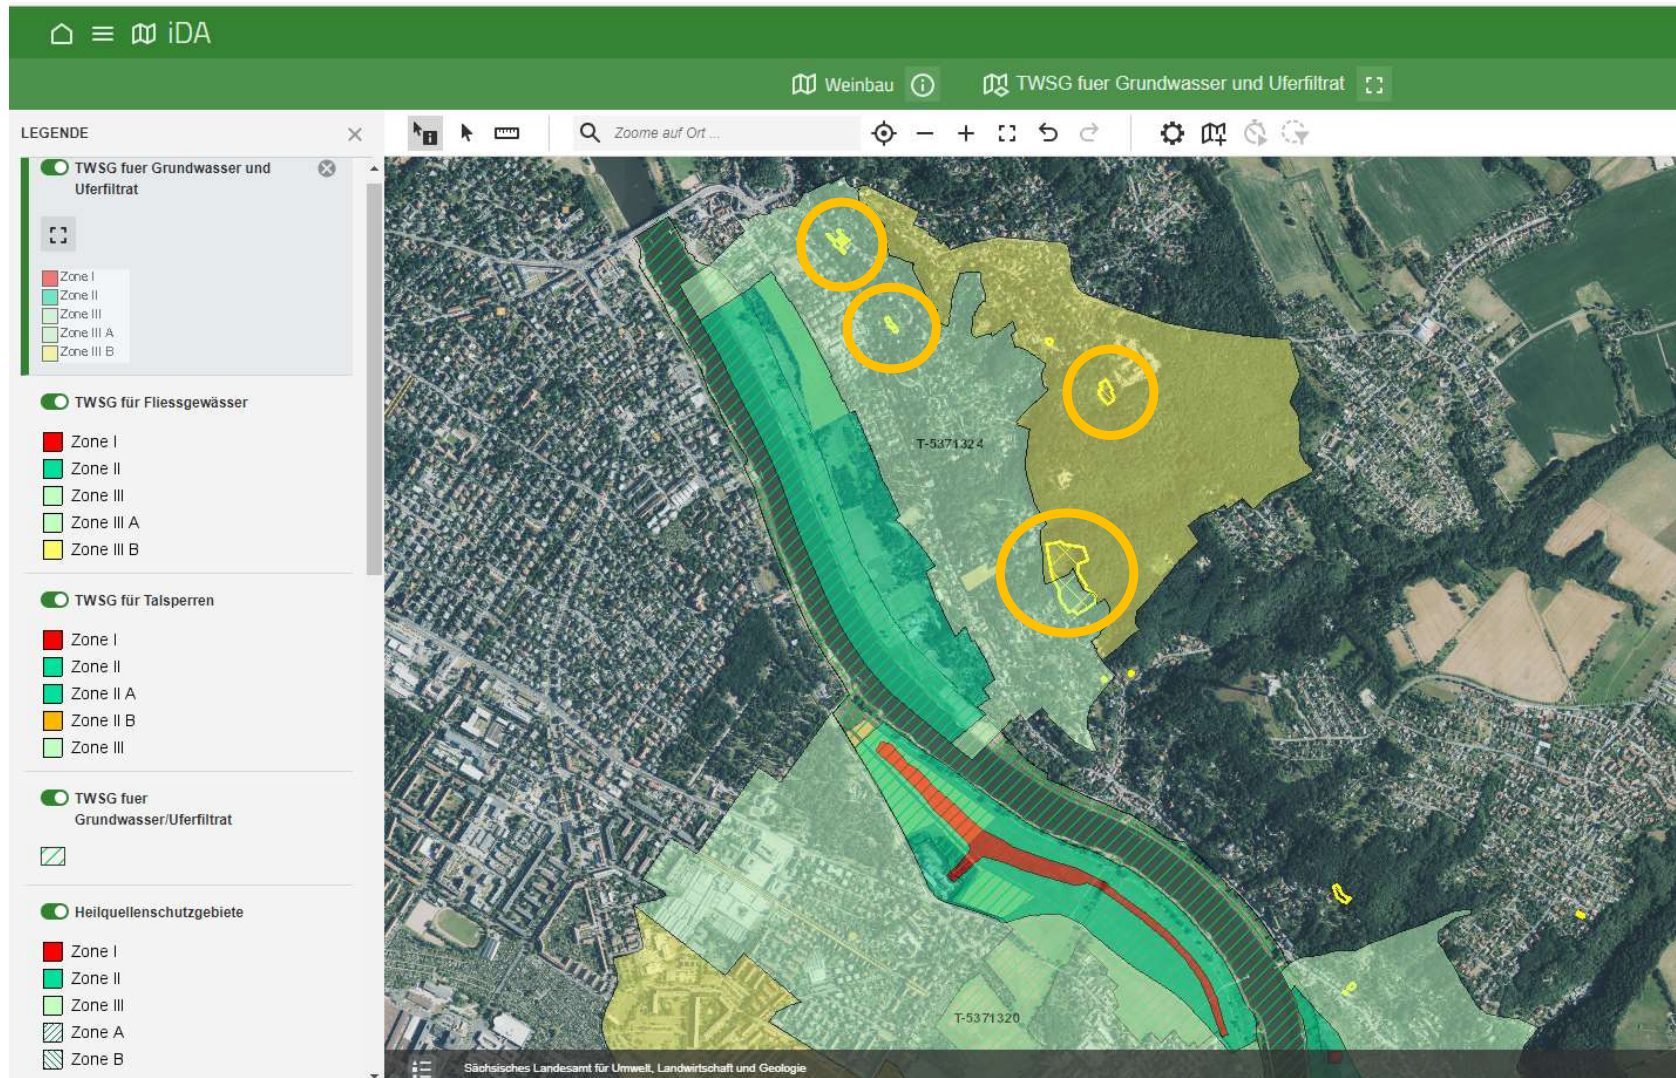 iDA
Weinbau
TWSG fuer Grundwasser und Uferfiltrat
LEGENDE
Zoome auf Ort ...
TWSG fuer Grundwasser und
Uferfiltrat
Zone I
Zone II
Zone III
Zone III A
Zone III B
TWSG für Fliessgewässer
Zone I
Zone II
Zone III
Zone III A
Zone III B
TWSG für Talsperren
Zone I
Zone II
Zone II A
Zone II B
Zone III
TWSG fuer
Grundwasser/Uferfiltrat
Heilquellenschutzgebiete
Zone I
Zone II
Zone III
Zone A
Zone B
T-5371324
T-5371320
Sächsisches Landesamt für Umwelt, Landwirtschaft und Geologie